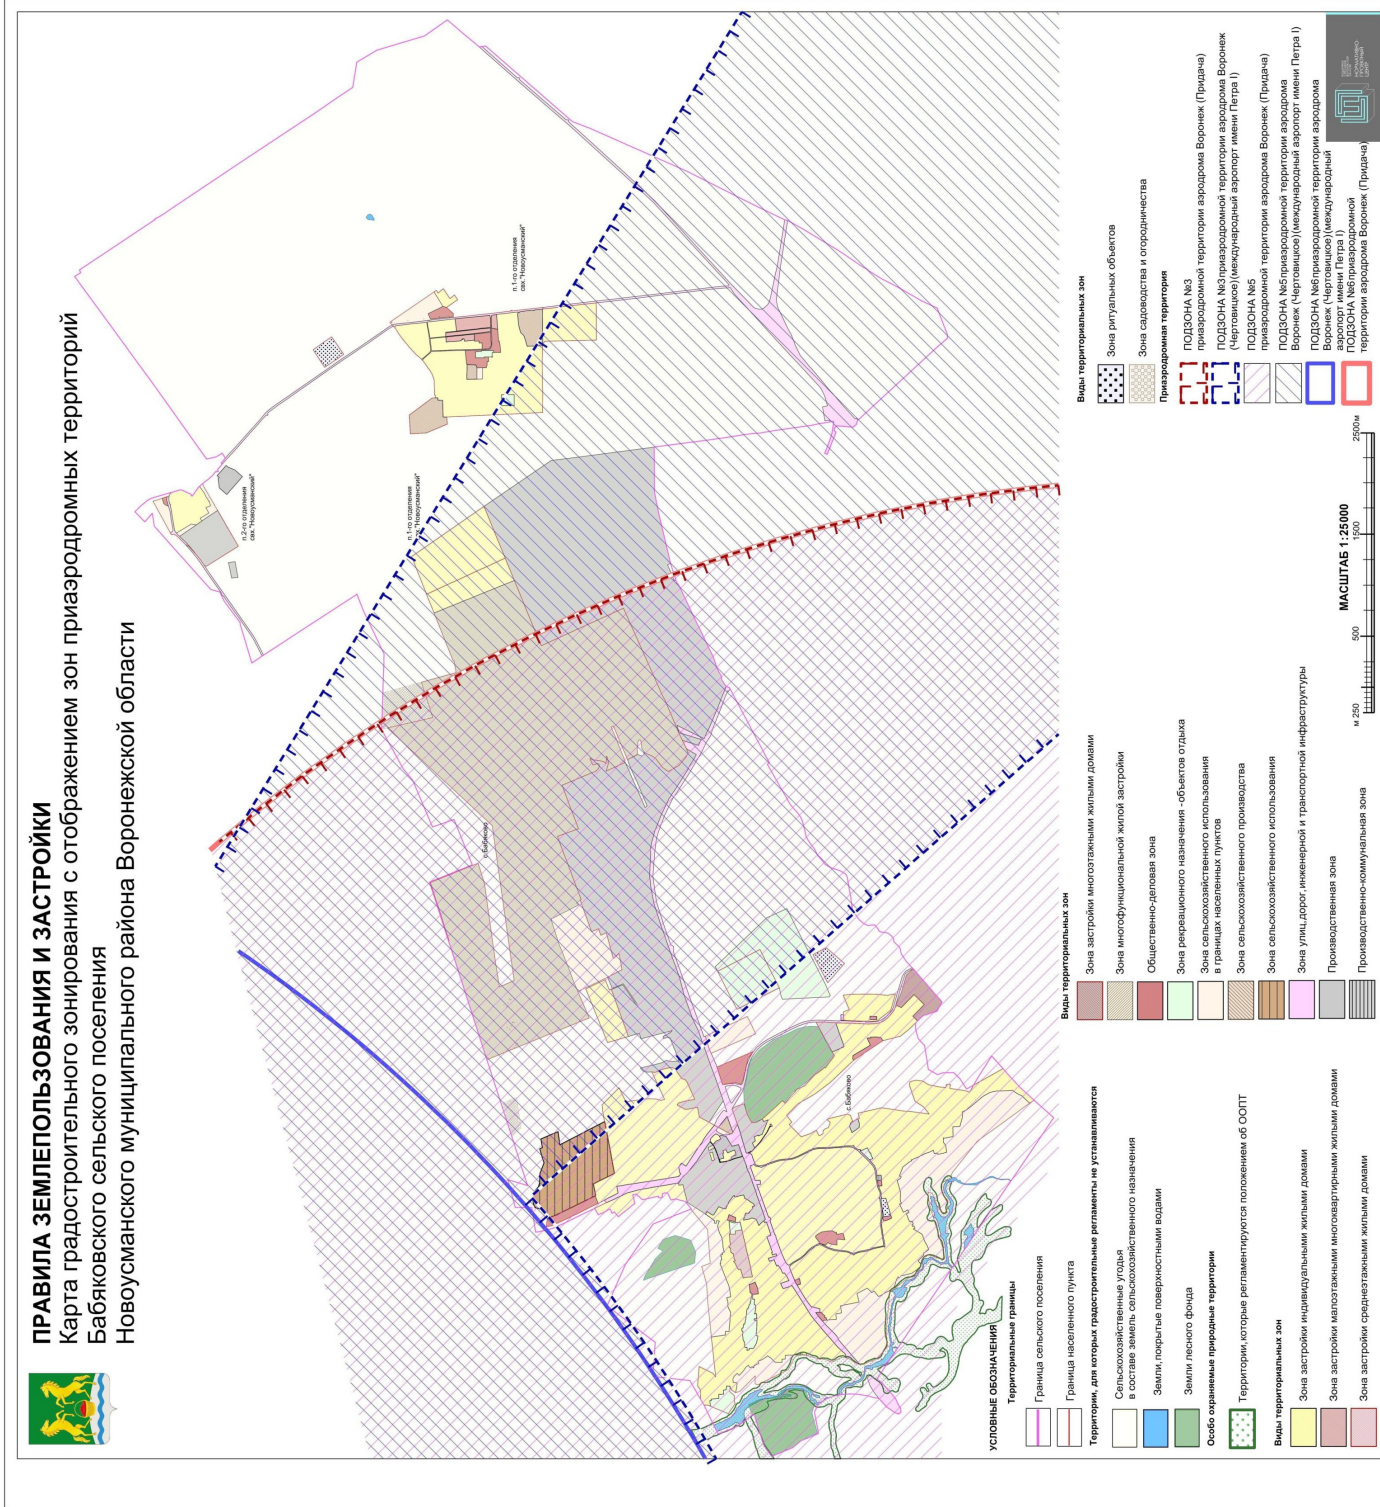 ПРАВИЛА ЗЕМЛЕПОЛЬЗОВАНИЯ И ЗАСТРОЙКИ
Карта градостроительного зонирования с отображением зон приаэродромных территорий
Бабяковского сельского поселения
Новоусманского муниципального района Воронежской области
п.2-го отделения
свх. "Новоусманский"
п.1-го отделения
свх. "Новоусманский"
п.1-го отделения
свх. "Новоусманский"
с.Бабяково
с.Бабяково
УСЛОВНЫЕ ОБОЗНАЧЕНИЯ
Территориальные границы
Граница сельского поселения
Граница населенного пункта
Территории, для которых градостроительные регламенты не устанавливаются
Сельскохозяйственные угодья
в составе земель сельскохозяйственного назначения
Земли, покрытые поверхностными водами
Земли лесного фонда
Особо охраняемые природные территории
Территории, которые регламентируются положением об ООПТ
Виды территориальных зон
Зона застройки индивидуальными жилыми домами
Зона застройки малоэтажными многоквартирными жилыми домами
Зона застройки среднеэтажными жилыми домами
Виды территориальных зон
Зона застройки многоэтажными жилыми домами
Зона многофункциональной жилой застройки
Общественно-деловая зона
Зона рекреационного назначения -объектов отдыха
Зона сельскохозяйственного использования
в границах населенных пунктов
Зона сельскохозяйственного производства
Зона сельскохозяйственного использования
Зона улиц, дорог, инженерной и транспортной инфраструктуры
Производственная зона
Производственно-коммунальная зона
МАСШТАБ 1:25000
м 250 500 1500 2500м
Виды территориальных зон
Зона ритуальных объектов
Зона садоводства и огородничества
Приаэродромная территория
ПОДЗОНА №3
приаэродромной территории аэродрома Воронеж (Придача)
ПОДЗОНА №3приаэродромной территории аэродрома Воронеж
(Чертовицкое)(международный аэропорт имени Петра I)
ПОДЗОНА №5
приаэродромной территории аэродрома Воронеж (Придача)
ПОДЗОНА №5приаэродромной территории аэродрома
Воронеж (Чертовицкое)(международный аэропорт имени Петра I)
ПОДЗОНА №6приаэродромной территории аэродрома
Воронеж (Чертовицкое)(международный
аэропорт имени Петра I)
ПОДЗОНА №6приаэродромной
территории аэродрома Воронеж (Придача)
НОРМАТИВНО
ПРАВОВОЙ
ЦЕНТР